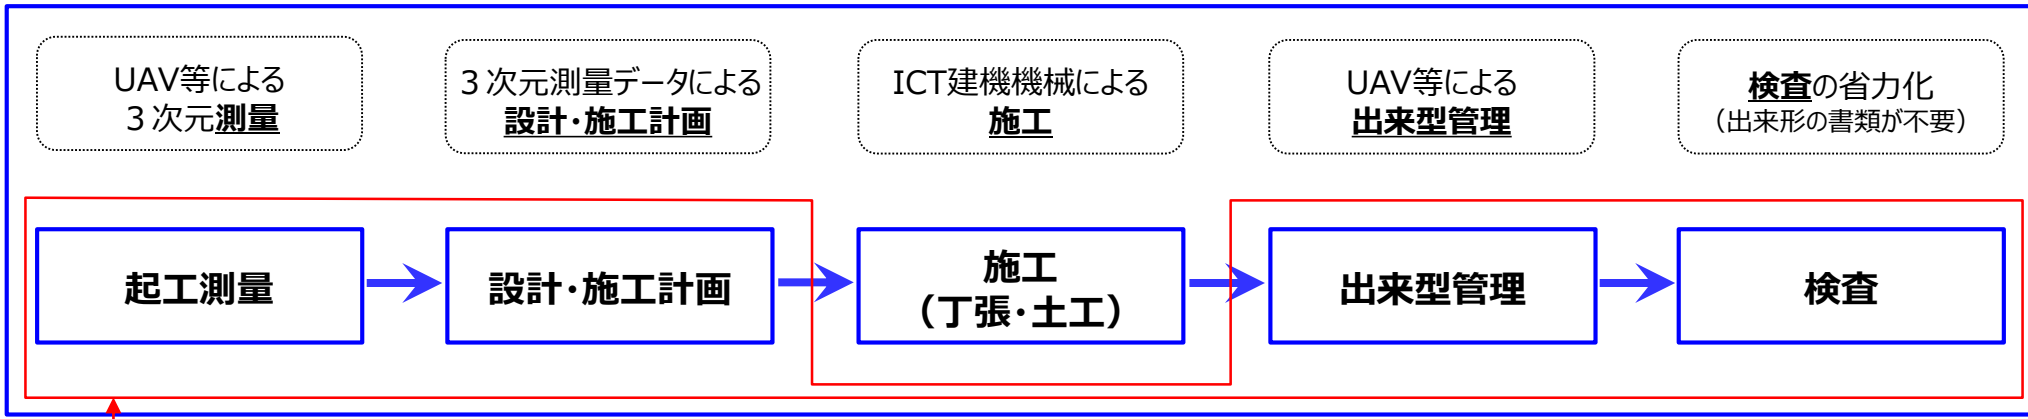 UAV等による
３次元測量
３次元測量データによる
設計・施工計画
ICT建機機械による
施工
UAV等による
出来型管理
検査の省力化
（出来形の書類が不要）
起工測量
設計・施工計画
施工
（丁張・土工）
出来型管理
検査